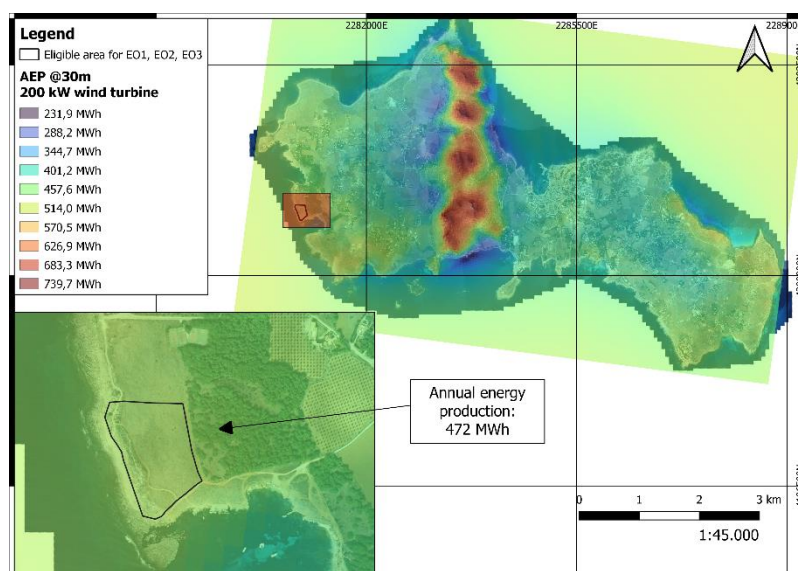 2282000E
2285500E
Legend
Eligible area for EO1, EO2, EO3
AEP @30m
200 kW wind turbine
231,9 MWh
288,2 MWh
344,7 MWh
401,2 MWh
457,6 MWh
514,0 MWh
570,5 MWh
626,9 MWh
683,3 MWh
739,7 MWh
Annual energy
production:
472 MWh
0 1 2 3 km
1:45.000